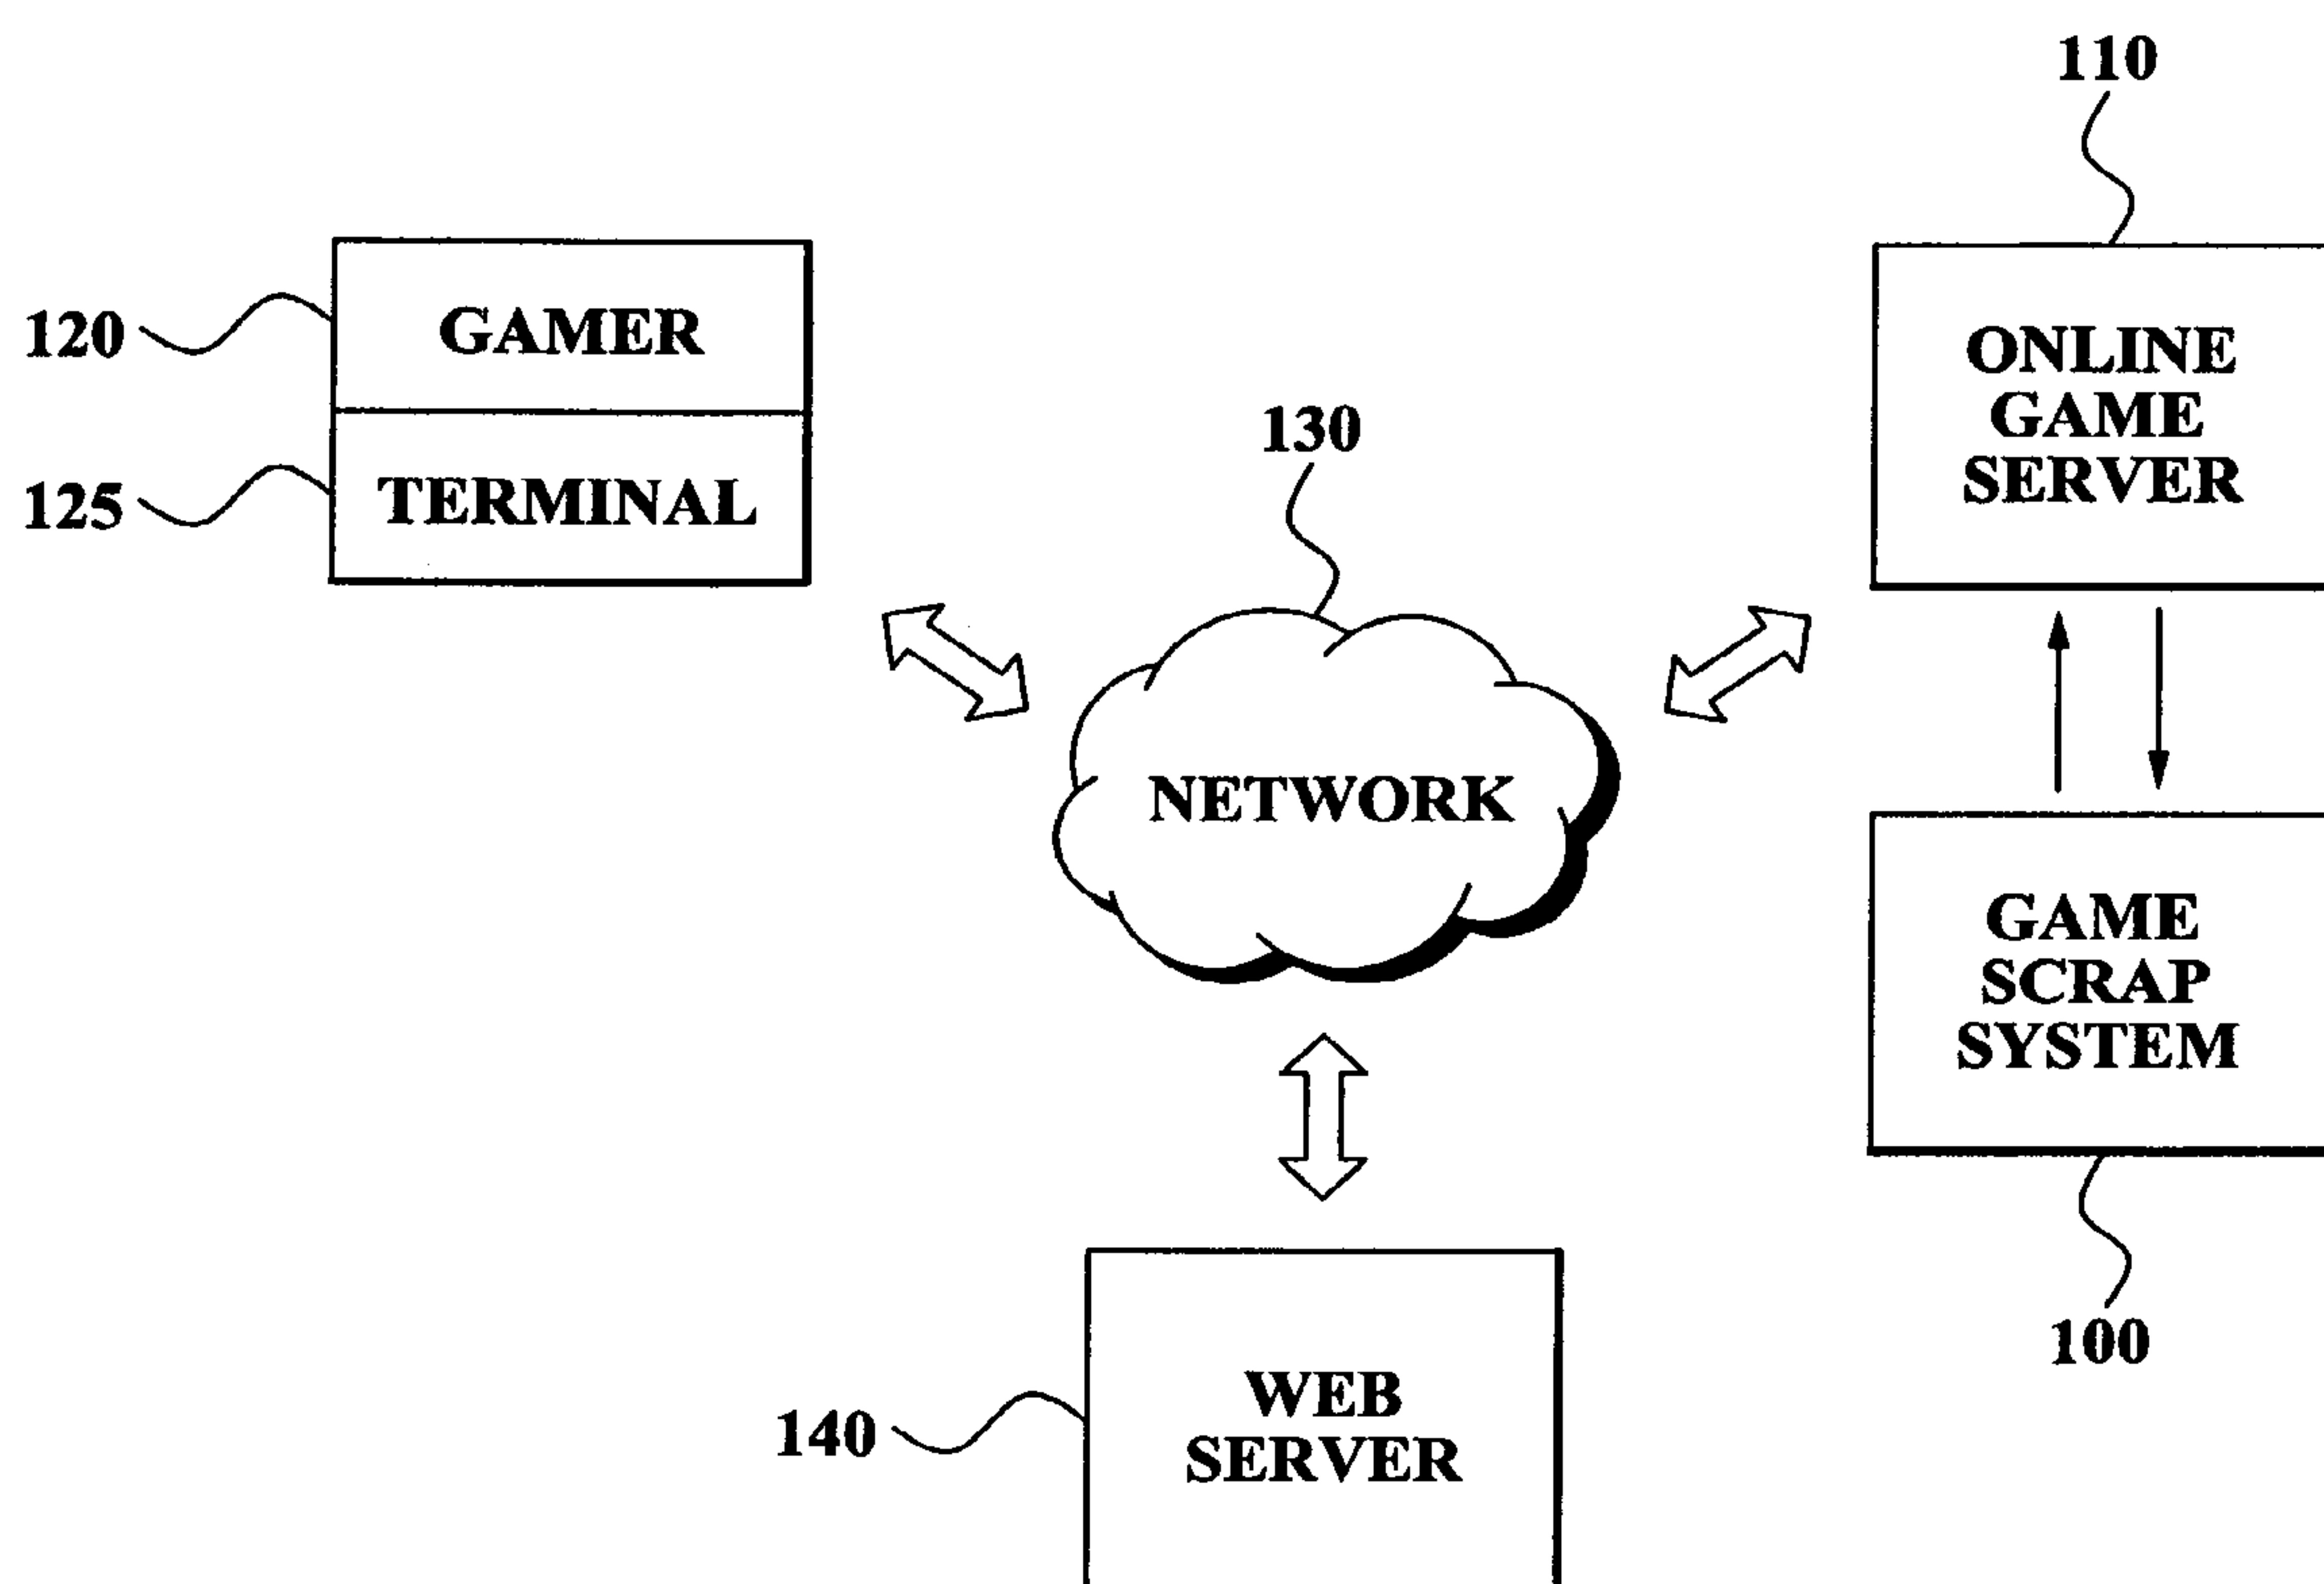 110
120
GAMER
125
TERMINAL
130
ONLINE
GAME
SERVER
NETWORK
GAME
SCRAP
SYSTEM
100
140
WEB
SERVER